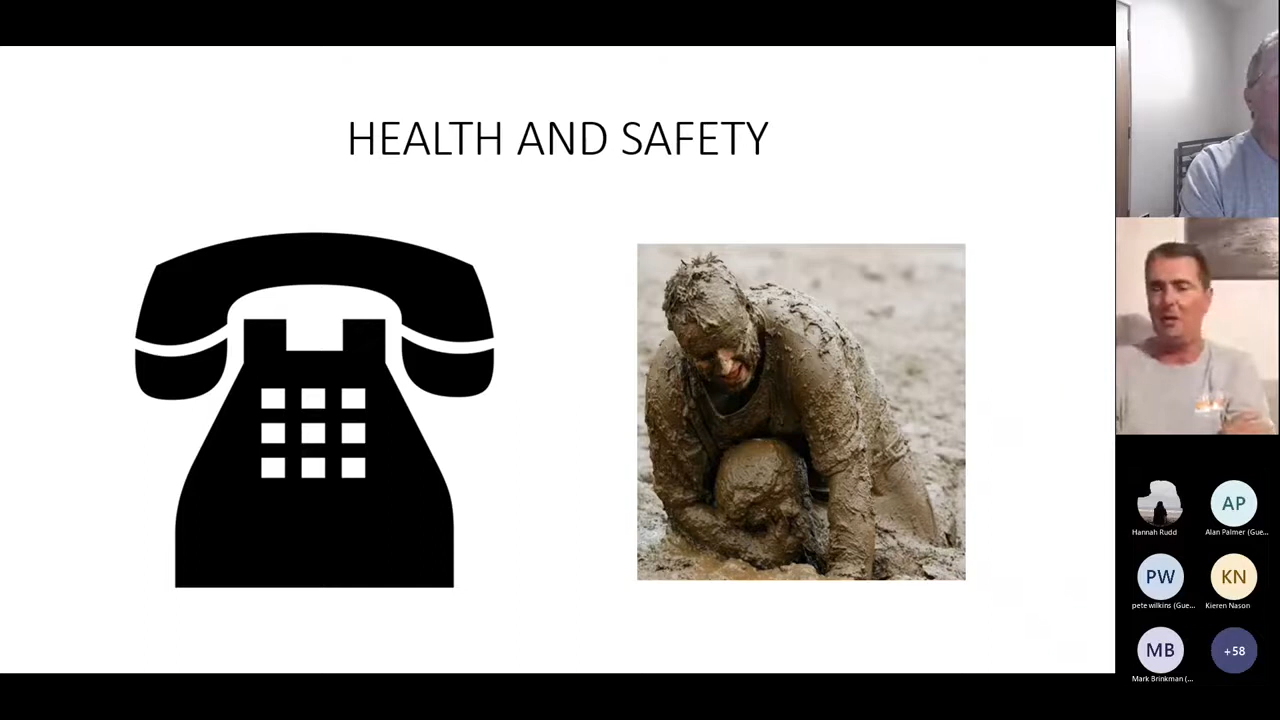 HEALTH AND SAFETY
AP
Hannah Rudd
Alan Palmer (Gue...
PW
KN
pete wilkins (Gue...
Kieren Nason
MB
+58
Mark Brinkman (...